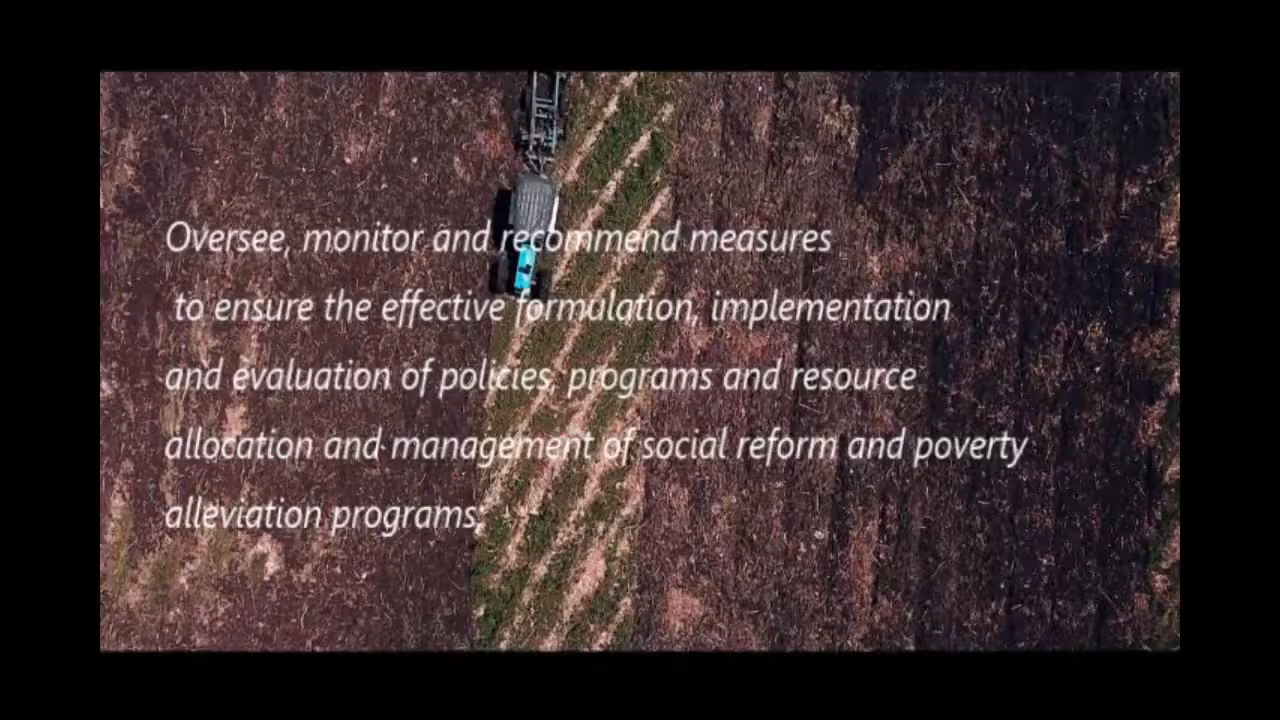 Oversee, monitor and recommend measures
to ensure the effective formulation, implementation
and evaluation of policies, programs and resource
allocation and management of social reform and poverty
alleviation programs;